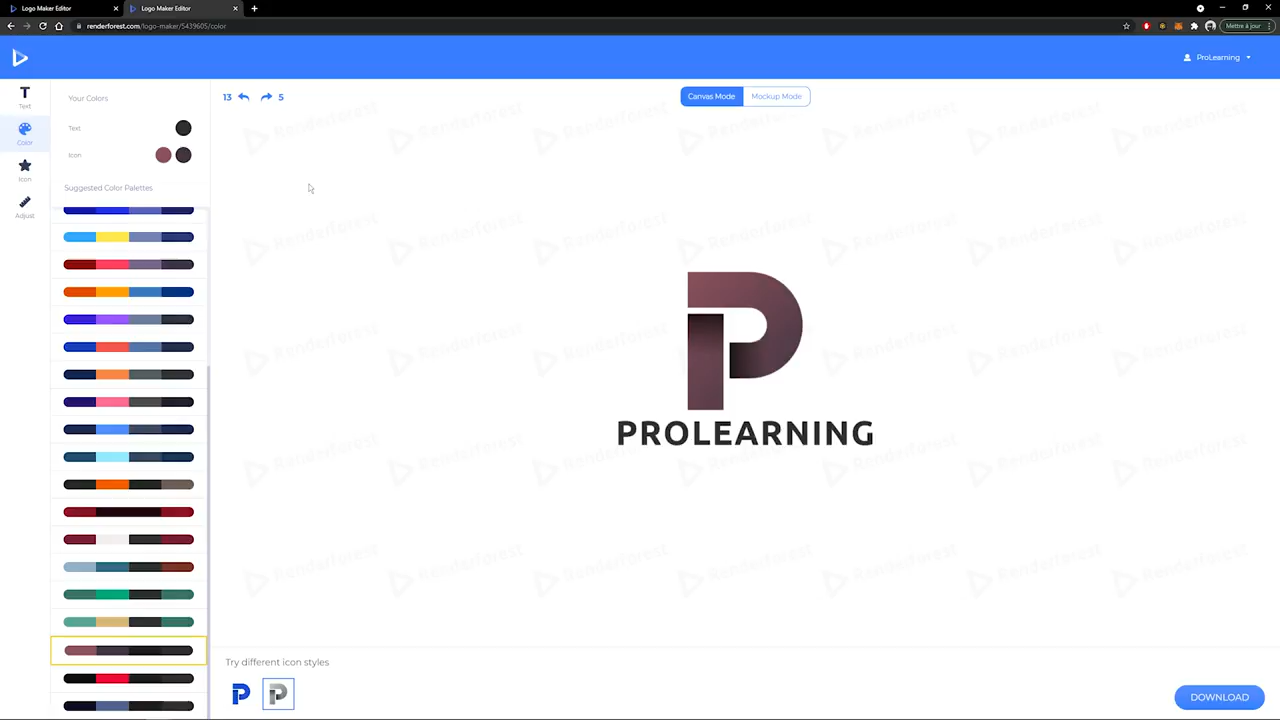 Logo Maker Editor
Logo Maker Editor
renderforest.com/logo-maker/5439605/color
Mettre à jour
ProLearning
Text
Color
Icon
Adjust
Your Colors
Text
Icon
Suggested Color Palettes
13
5
Canvas Mode
Mockup Mode
Renderforest
PROLEARNING
Try different icon styles
DOWNLOAD